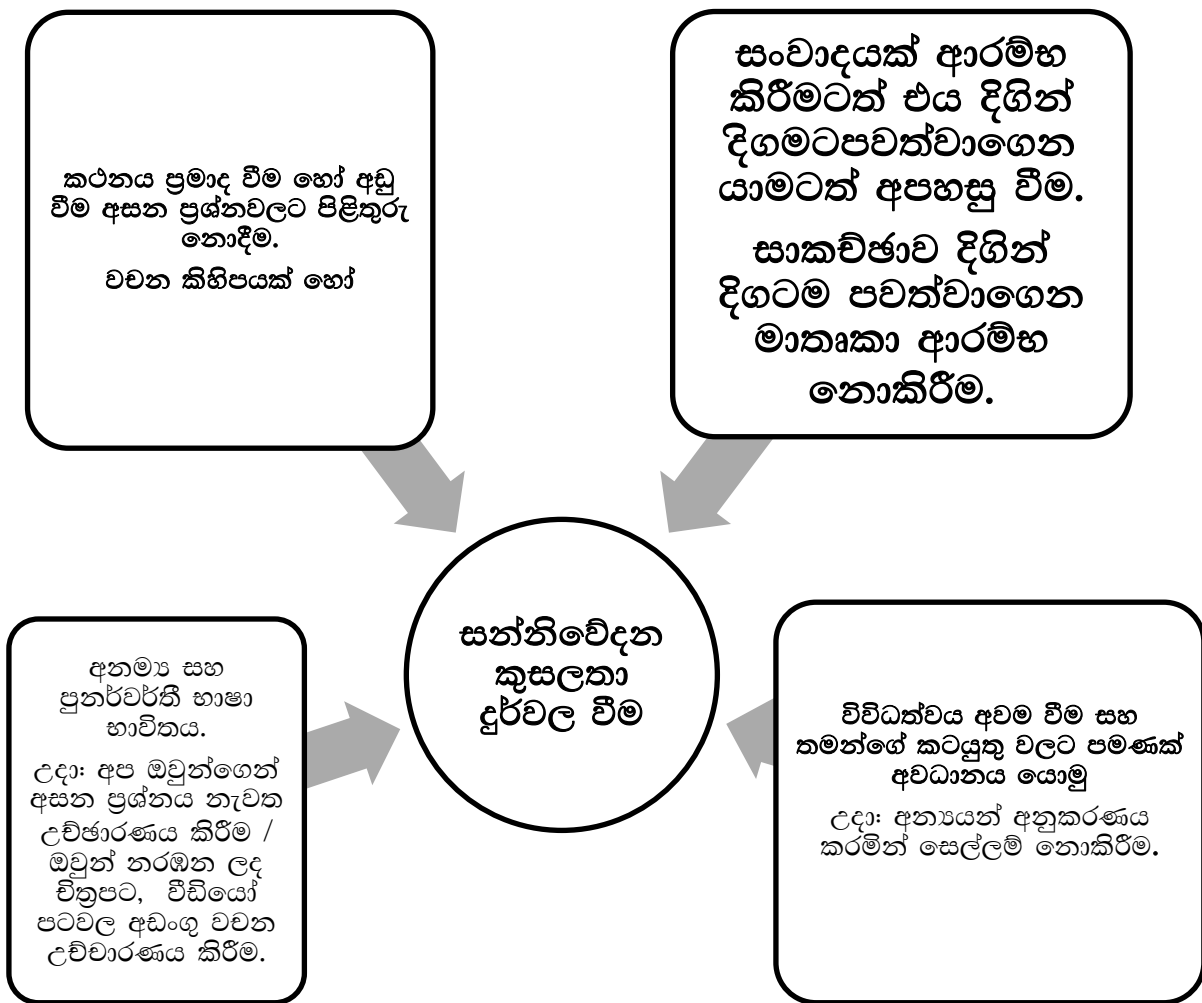 කථනය ප්‍රමාද වීම හෝ අඩු
වීම අසන ප්‍රශ්නවලට පිළිතුරු
නොදීම.
වචන කිහිපයක් හෝ
සංවාදයක් ආරම්භ
කිරීමටත් එය දිගින්
දිගමටපවත්වාගෙන
යාමටත් අපහසු වීම.
සාකච්ඡාව දිගින්
දිගටම පවත්වාගෙන
මාතෘකා ආරම්භ
නොකිරීම.
සන්නිවේදන
කුසලතා
දුර්වල වීම
අනම්‍ය සහ
පුනර්වර්තී භාෂා
භාවිතය.
උදා: අප ඔවුන්ගෙන්
අසන ප්‍රශ්නය නැවත
උච්ඡාරණය කිරීම /
ඔවුන් නරඹන ලද
චිත්‍රපට, වීඩියෝ
පටවල අඩංගු වචන
උච්චාරණය කිරීම.
විවිධත්වය අවම වීම සහ
තමන්ගේ කටයුතු වලට පමණක්
අවධානය යොමු
උදා: අන්‍යයන් අනුකරණය
කරමින් සෙල්ලම් නොකිරීම.